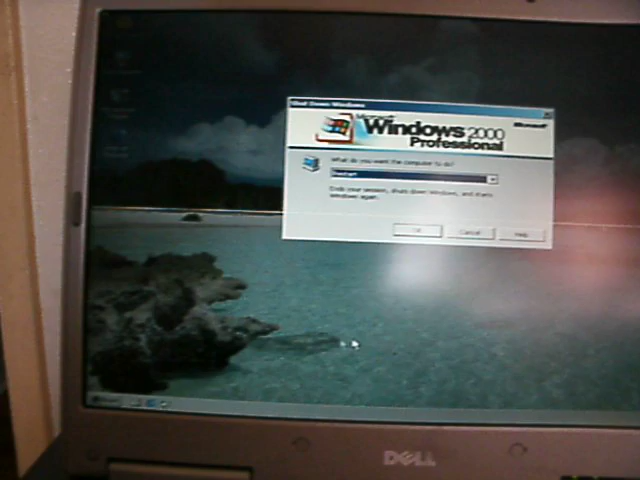 Shut Down Windows
Microsoft
Windows 2000
Professional
Microsoft
What do you want the computer to do?
Restart
Ends your session, shuts down Windows, and starts
Windows again.
OK
Cancel
Help
DELL